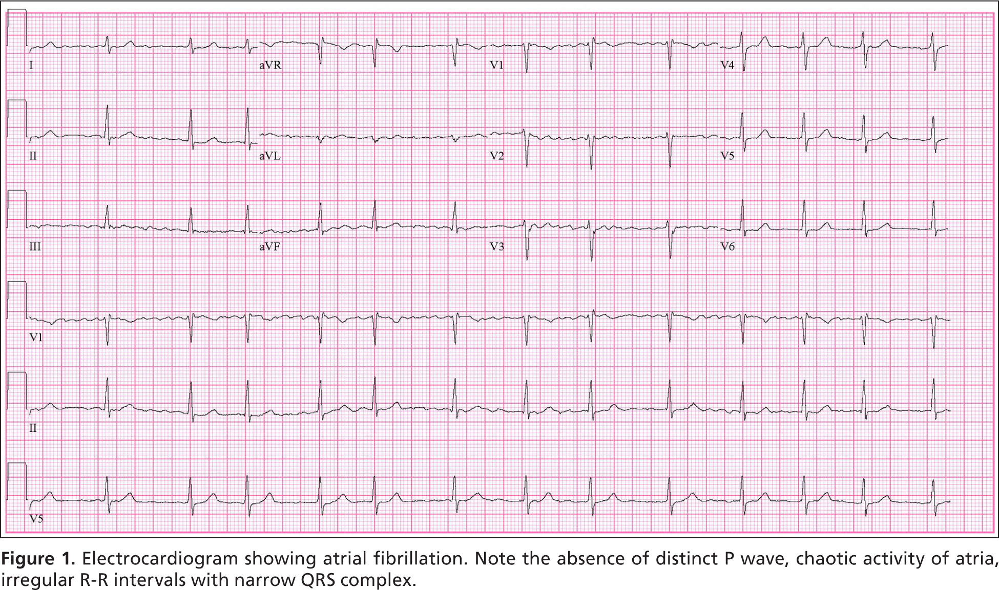 I aVR V1 V4
II aVL V2 V5
III aVF V3 V6
V1
II
V5
Figure 1. Electrocardiogram showing atrial fibrillation. Note the absence of distinct P wave, chaotic activity of atria,
irregular R-R intervals with narrow QRS complex.